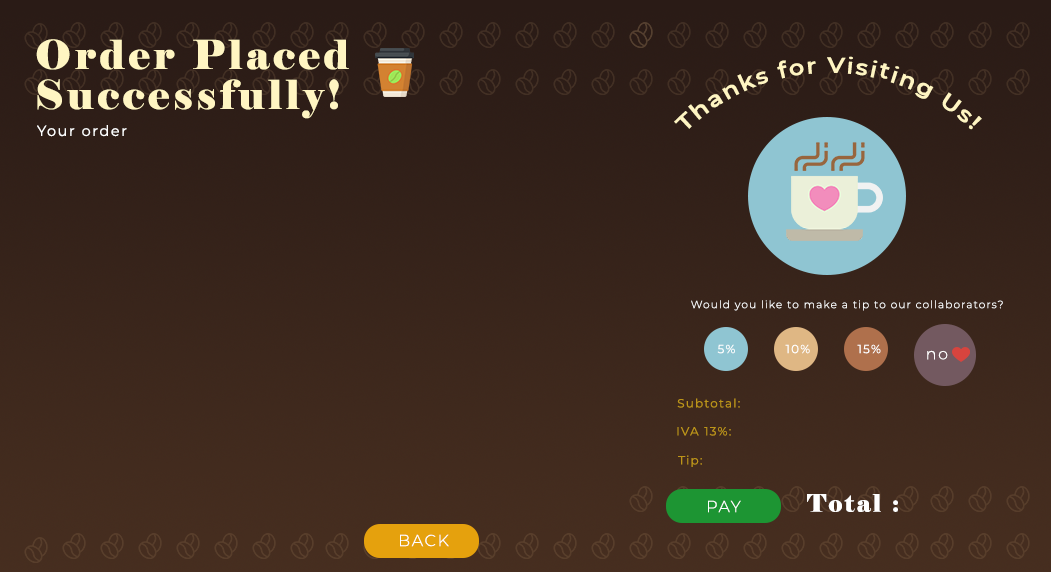 Order Placed
Successfully!
Your order
Thanks for Visiting Us!
Would you like to make a tip to our collaborators?
5% 10% 15% no
Subtotal:
IVA 13%:
Tip:
PAY Total :
BACK